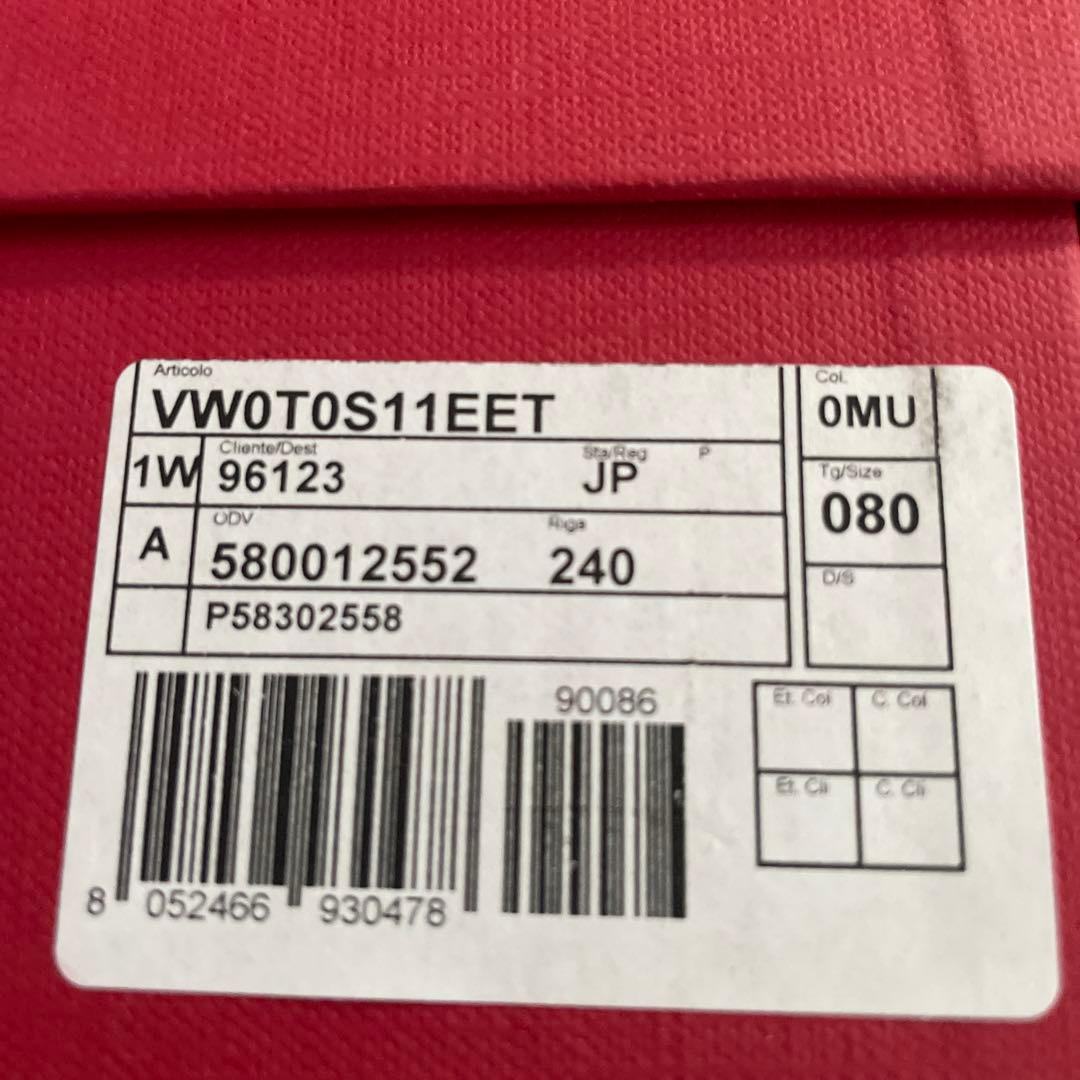 Articolo
VW0T0S11EET
Col.
0MU
1W
Cliente/Dest
96123
Sta/Reg
JP
P
Tg/Size
080
A
ODV
580012552
Riga
240
D/S
P58302558
90086
Et. Col
C. Col
Et. Cli
C. Cli
8 052466 930478